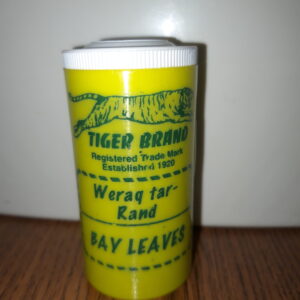 TIGER BRAND
Registered Trade Mark
Established 1920
Weraq tar-
Rand
BAY LEAVES